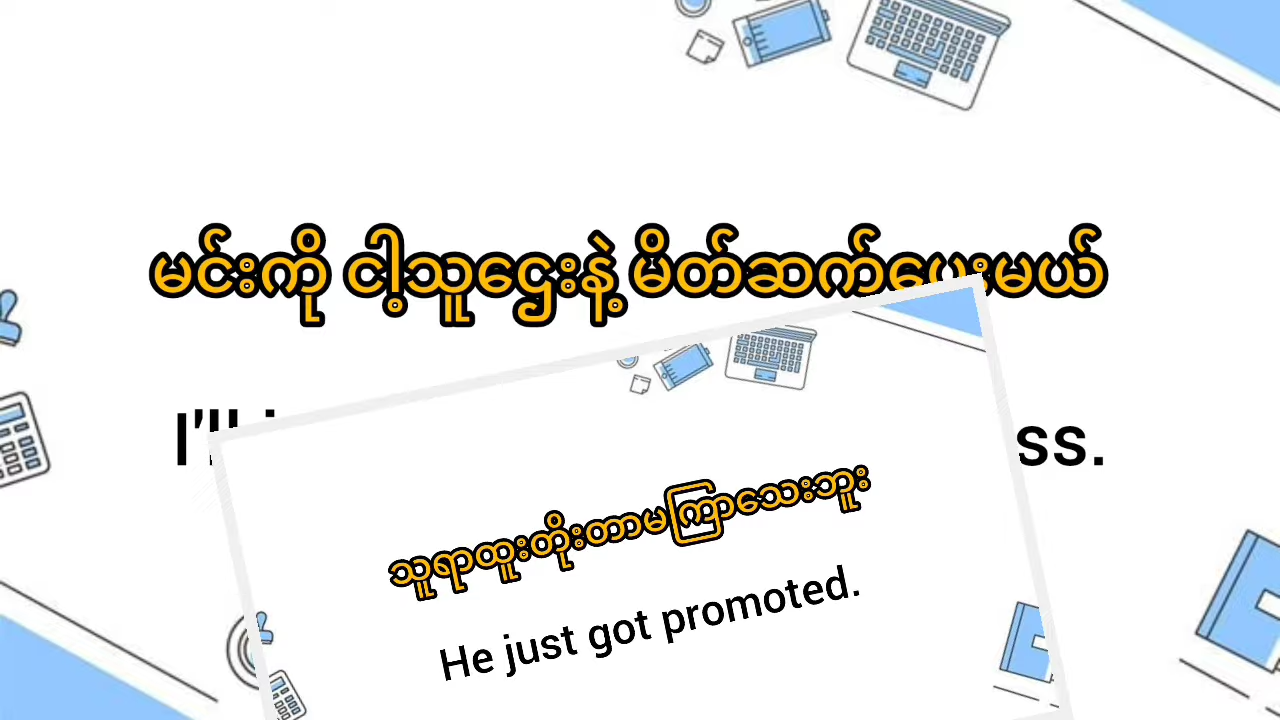 မင်းကို ငါ့သူဌေးနဲ့ မိတ်ဆက်ပေးမယ်
I'll
သူရာထူးတိုးတာမကြာသေးဘူး
He just got promoted.